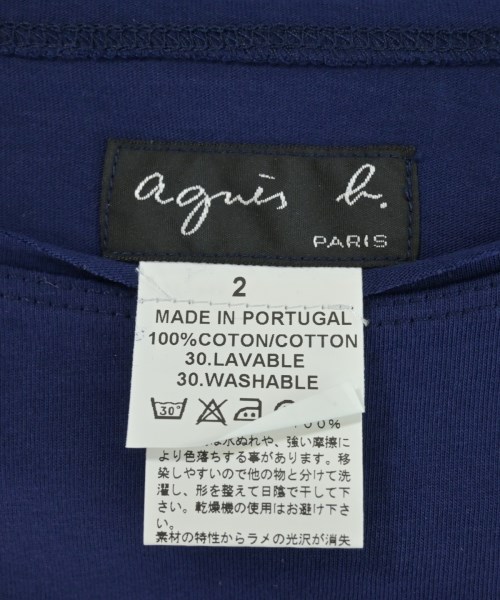 agnès b.
PARIS
2
MADE IN PORTUGAL
100%COTON/COTTON
30.LAVABLE
30.WASHABLE
30°
100%
な水ぬれや、強い摩擦に
より色落ちする事があります。移
染しやすいので他の物と分けて洗
濯し、形を整えて日陰で干して下
さい。乾燥機の使用はお避け下さ
い。
素材の特性からラメの光沢が消失